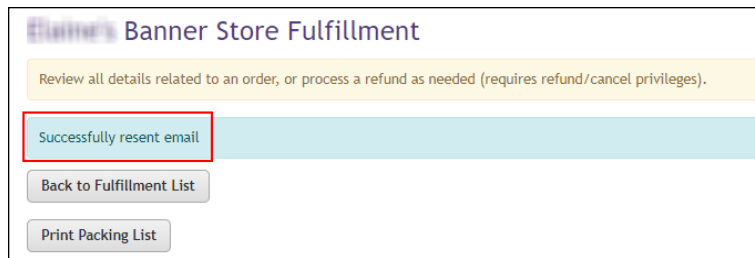 Banner Store Fulfillment
Review all details related to an order, or process a refund as needed (requires refund/cancel privileges).
Successfully resent email
Back to Fulfillment List
Print Packing List